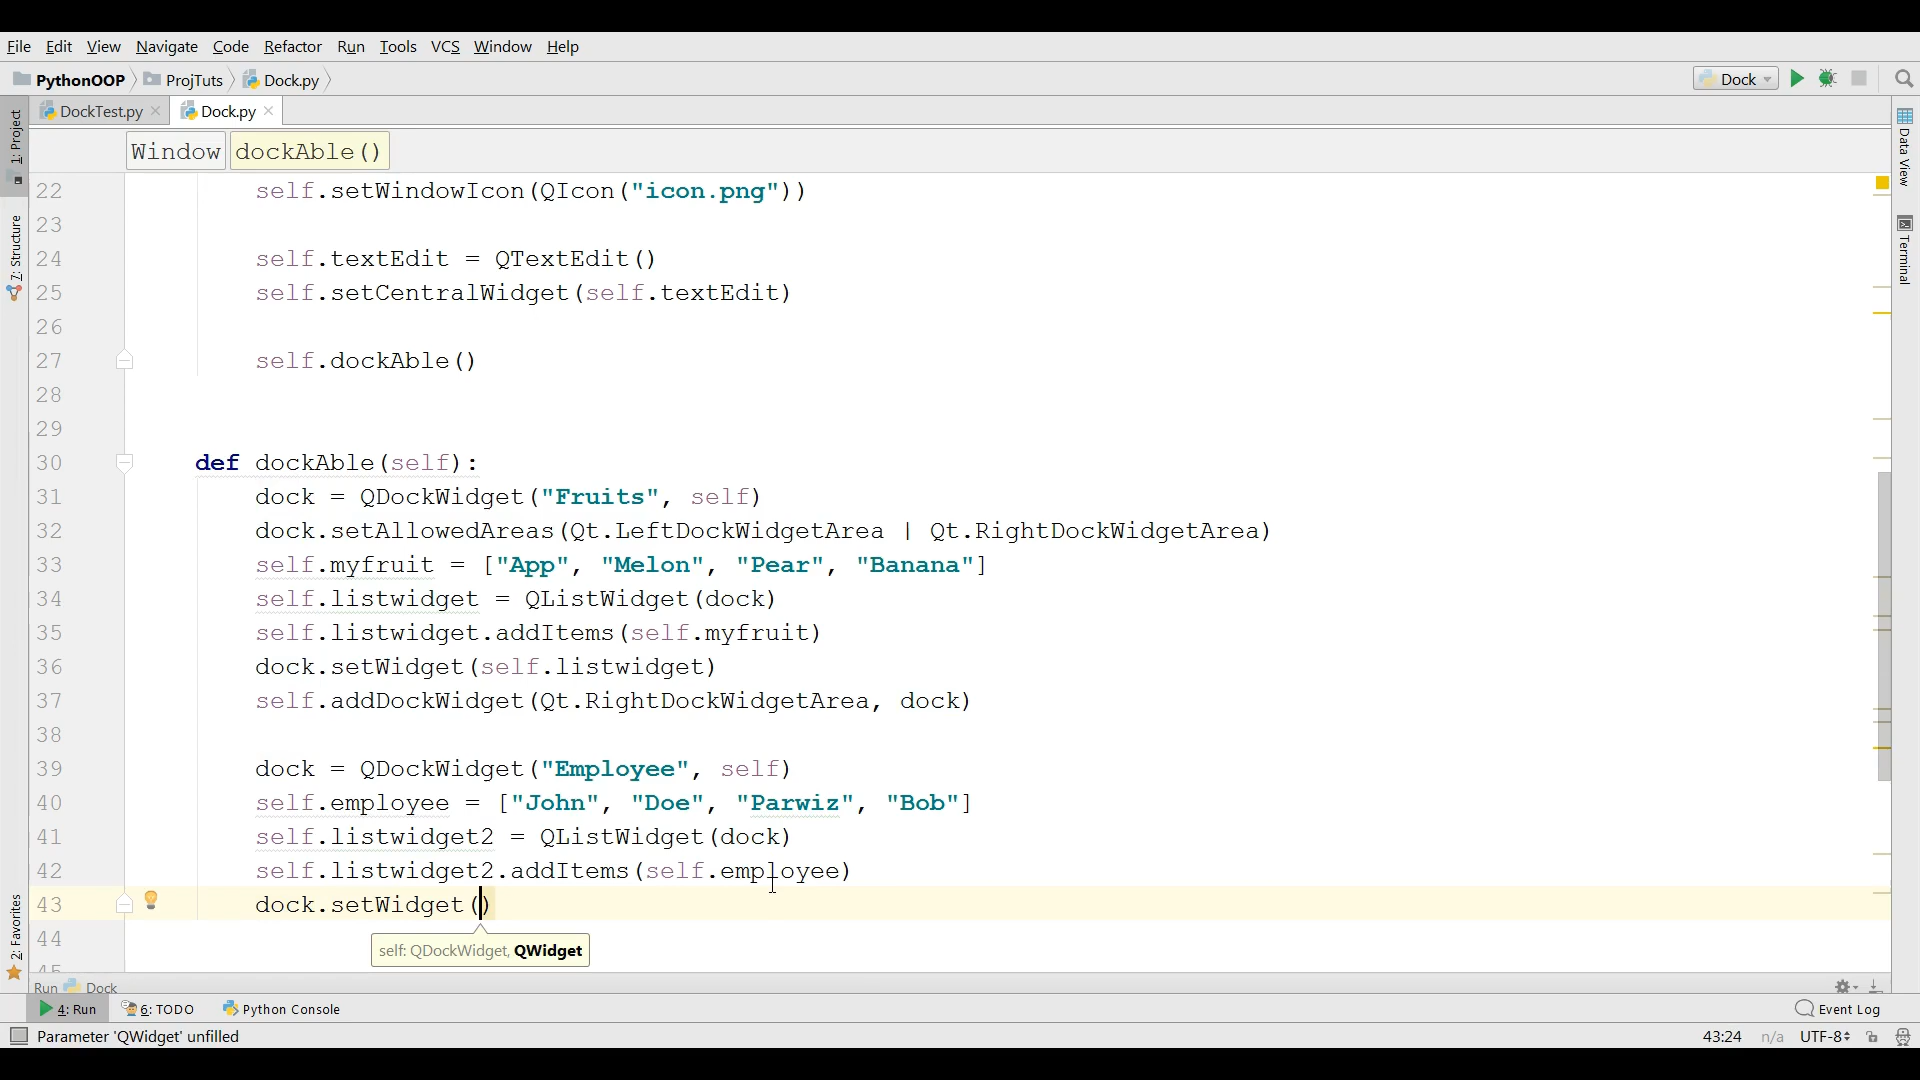 File Edit View Navigate Code Refactor Run Tools VCS Window Help
PythonOOP ProjTuts Dock.py Dock
DockTest.py Dock.py
Window dockAble()
1: Project
7: Structure
2: Favorites
Data View
Terminal
22 self.setWindowIcon(QIcon("icon.png"))
23
24 self.textEdit = QTextEdit()
25 self.setCentralWidget(self.textEdit)
26
27 self.dockAble()
28
29
30 def dockAble(self):
31 dock = QDockWidget("Fruits", self)
32 dock.setAllowedAreas(Qt.LeftDockWidgetArea | Qt.RightDockWidgetArea)
33 self.myfruit = ["App", "Melon", "Pear", "Banana"]
34 self.listwidget = QListWidget(dock)
35 self.listwidget.addItems(self.myfruit)
36 dock.setWidget(self.listwidget)
37 self.addDockWidget(Qt.RightDockWidgetArea, dock)
38
39 dock = QDockWidget("Employee", self)
40 self.employee = ["John", "Doe", "Parwiz", "Bob"]
41 self.listwidget2 = QListWidget(dock)
42 self.listwidget2.addItems(self.employee)
43 dock.setWidget()
44 self: QDockWidget, QWidget
45
Run Dock
4: Run 6: TODO Python Console Event Log
Parameter 'QWidget' unfilled 43:24 n/a UTF-8